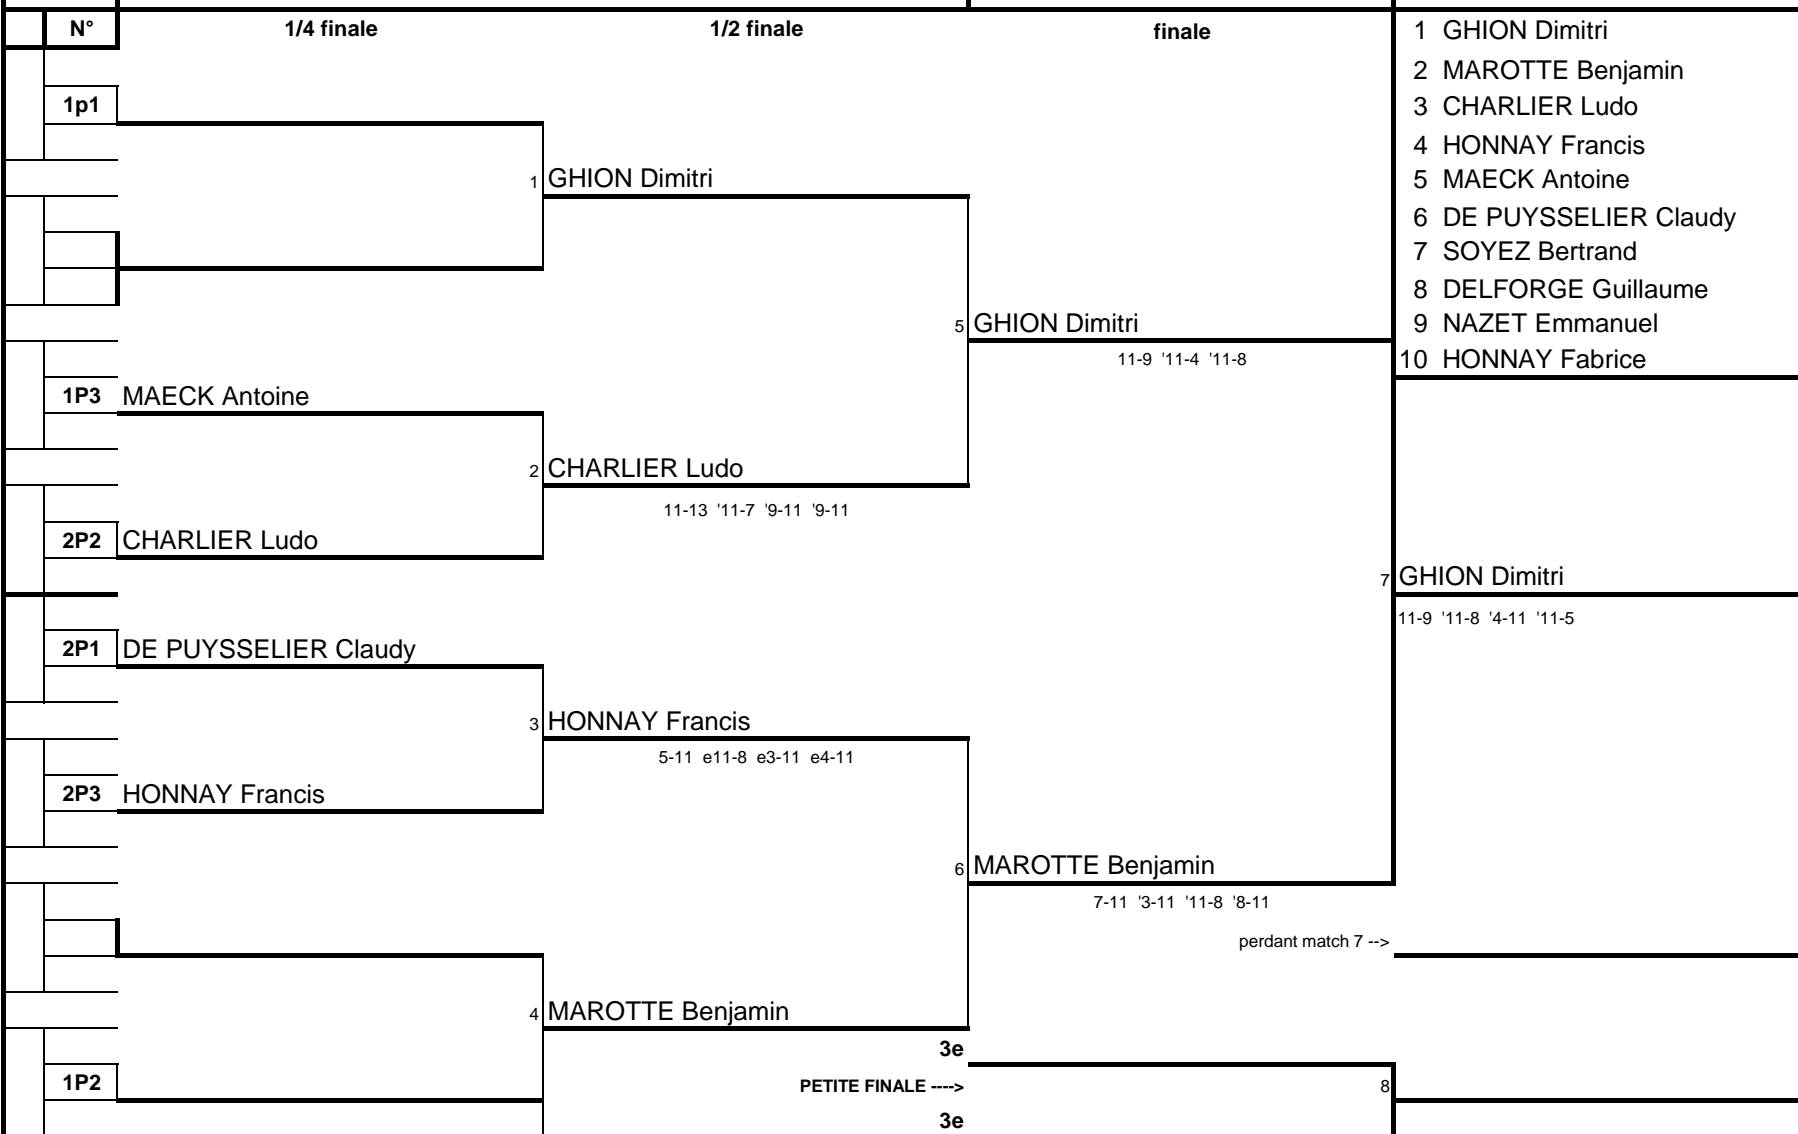 N° 1/4 finale 1/2 finale finale
1 GHION Dimitri
2 MAROTTE Benjamin
3 CHARLIER Ludo
4 HONNAY Francis
5 MAECK Antoine
6 DE PUYSSELIER Claudy
7 SOYEZ Bertrand
8 DELFORGE Guillaume
9 NAZET Emmanuel
10 HONNAY Fabrice
1p1
1 GHION Dimitri
5 GHION Dimitri
11-9 '11-4 '11-8
1P3 MAECK Antoine
2 CHARLIER Ludo
11-13 '11-7 '9-11 '9-11
2P2 CHARLIER Ludo
7 GHION Dimitri
11-9 '11-8 '4-11 '11-5
2P1 DE PUYSSELIER Claudy
3 HONNAY Francis
5-11 e11-8 e3-11 e4-11
2P3 HONNAY Francis
6 MAROTTE Benjamin
7-11 '3-11 '11-8 '8-11
perdant match 7 -->
4 MAROTTE Benjamin
3e
1P2
PETITE FINALE ---->
8
3e